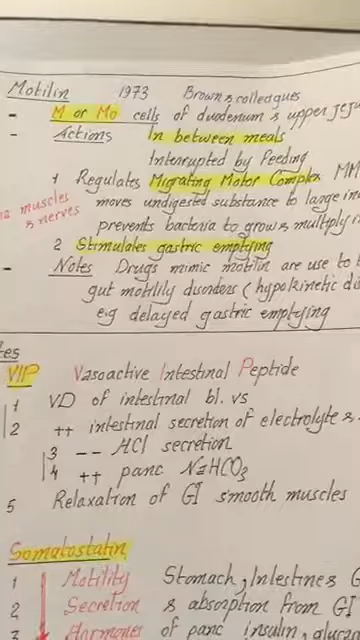 Motilin 1973 Brown & colleagues
- M or Mo cells of duodenum & upper jeju
- Actions In between meals
Interupted by feeding
1 Regulates Migrating Motor Complex MM
moves undigested substance to large in
muscles
& nerves
prevents bacteria to grow & multiply i
2 Stimulates gastric emptying
- Notes Drugs mimic motilin are use to
gut motility disorders (hypokinetic di
e.g delayed gastric emptying
tes
VIP Vasoactive Intestinal Peptide
1 VD of intestinal bl. vs
2 ++ intestinal secretion of electrolyte &
3 -- HCl secretion
4 ++ panc NaHCO3
5 Relaxation of GI smooth muscles
Somatostatin
1 Motility Stomach, Intestines G
2 Secretion & absorption from GI
3 Hormones of panc insulin, gluc